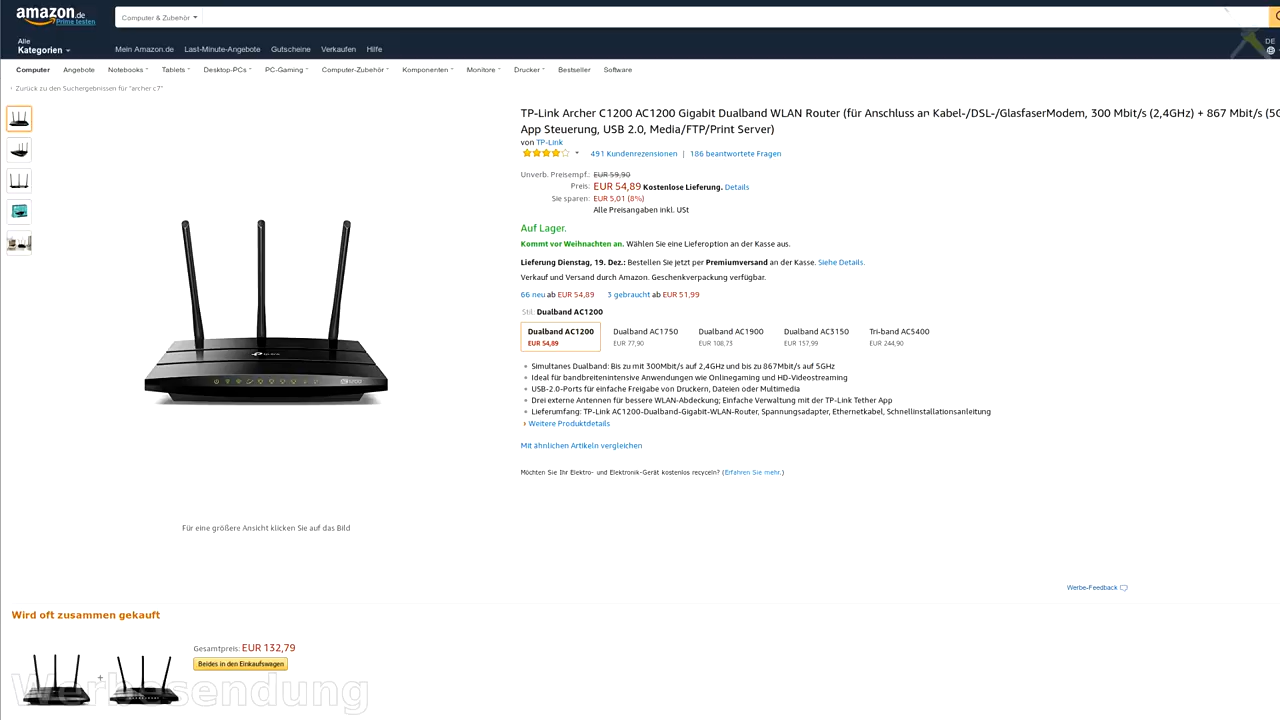 amazon.de
Prime testen
Computer & Zubehör
Alle
Kategorien
Mein Amazon.de Last-Minute-Angebote Gutscheine Verkaufen Hilfe
DE
Computer Angebote Notebooks Tablets Desktop-PCs PC-Gaming Computer-Zubehör Komponenten Monitore Drucker Bestseller Software
› Zurück zu den Suchergebnissen für "archer c7"
TP-Link Archer C1200 AC1200 Gigabit Dualband WLAN Router (für Anschluss an Kabel-/DSL-/GlasfaserModem, 300 Mbit/s (2,4GHz) + 867 Mbit/s (5G
App Steuerung, USB 2.0, Media/FTP/Print Server)
von TP-Link
491 Kundenrezensionen | 186 beantwortete Fragen
Unverb. Preisempf.: EUR 59,90
Preis: EUR 54,89 Kostenlose Lieferung. Details
Sie sparen: EUR 5,01 (8%)
Alle Preisangaben inkl. USt
Auf Lager.
Kommt vor Weihnachten an. Wählen Sie eine Lieferoption an der Kasse aus.
Lieferung Dienstag, 19. Dez.: Bestellen Sie jetzt per Premiumversand an der Kasse. Siehe Details.
Verkauf und Versand durch Amazon. Geschenkverpackung verfügbar.
66 neu ab EUR 54,89 3 gebraucht ab EUR 51,99
Stil: Dualband AC1200
Dualband AC1200 Dualband AC1750 Dualband AC1900 Dualband AC3150 Tri-band AC5400
EUR 54,89 EUR 77,90 EUR 108,73 EUR 157,99 EUR 244,90
Simultanes Dualband: Bis zu mit 300Mbit/s auf 2,4GHz und bis zu 867Mbit/s auf 5GHz
Ideal für bandbreitenintensive Anwendungen wie Onlinegaming und HD-Videostreaming
USB-2.0-Ports für einfache Freigabe von Druckern, Dateien oder Multimedia
Drei externe Antennen für bessere WLAN-Abdeckung; Einfache Verwaltung mit der TP-Link Tether App
Lieferumfang: TP-Link AC1200-Dualband-Gigabit-WLAN-Router, Spannungsadapter, Ethernetkabel, Schnellinstallationsanleitung
Weitere Produktdetails
Mit ähnlichen Artikeln vergleichen
Möchten Sie Ihr Elektro- und Elektronik-Gerät kostenlos recyceln? (Erfahren Sie mehr.)
tp-link
AC1200
Für eine größere Ansicht klicken Sie auf das Bild
Werbe-Feedback
Wird oft zusammen gekauft
Gesamtpreis: EUR 132,79
Beides in den Einkaufswagen
+
Werbesendung